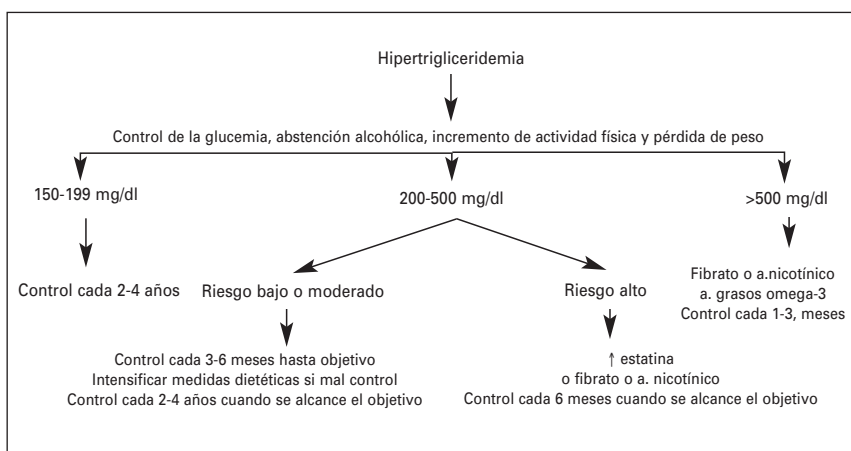 Hipertrigliceridemia
Control de la glucemia, abstención alcohólica, incremento de actividad física y pérdida de peso
150-199 mg/dl
200-500 mg/dl
>500 mg/dl
Control cada 2-4 años
Riesgo bajo o moderado
Riesgo alto
Fibrato o a.nicotínico
a. grasos omega-3
Control cada 1-3, meses
Control cada 3-6 meses hasta objetivo
Intensificar medidas dietéticas si mal control
Control cada 2-4 años cuando se alcance el objetivo
↑ estatina
o fibrato o a. nicotínico
Control cada 6 meses cuando se alcance el objetivo